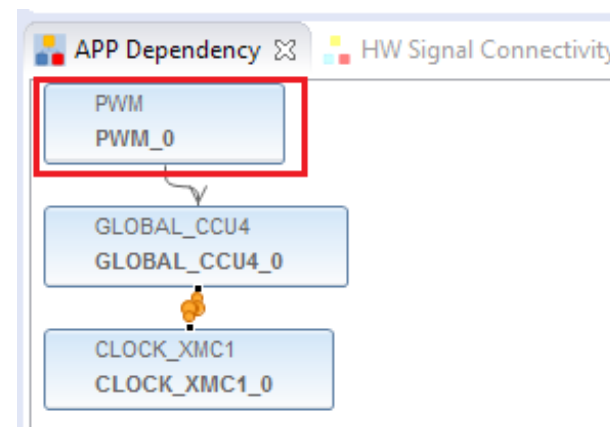 APP Dependency HW Signal Connectivity
PWM
PWM_0
GLOBAL_CCU4
GLOBAL_CCU4_0
CLOCK_XMC1
CLOCK_XMC1_0